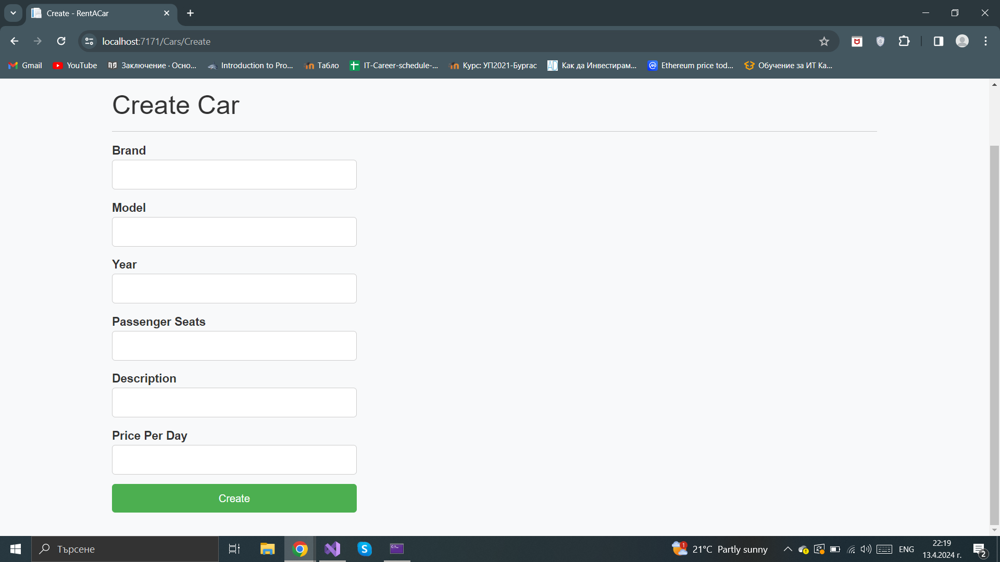 Create - RentACar
localhost:7171/Cars/Create
Gmail
YouTube
Заключение · Осно...
Introduction to Pro...
Табло
IT-Career-schedule-...
Курс: УП2021-Бургас
Как да Инвестирам...
Ethereum price tod...
Обучение за ИТ Ка...
Create Car
Brand
Model
Year
Passenger Seats
Description
Price Per Day
Create
Търсене
1
21°C Partly sunny
ENG
22:19
13.4.2024 г.
2